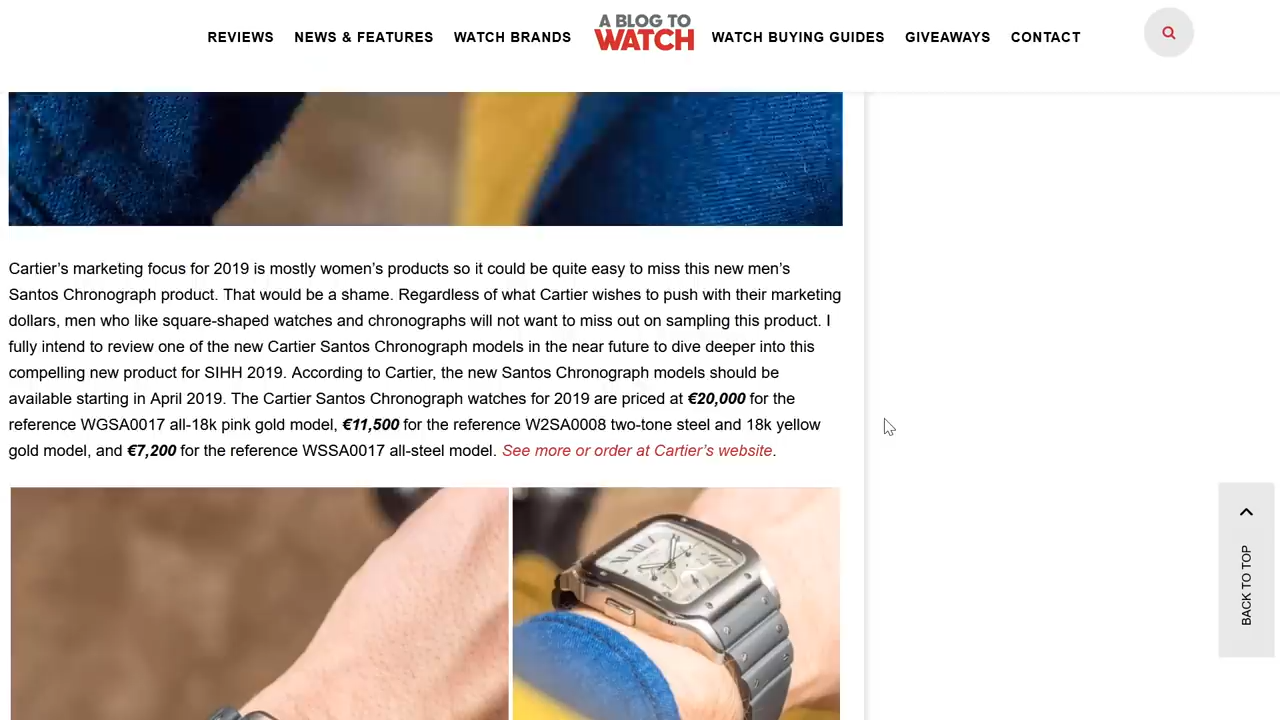 REVIEWS NEWS & FEATURES WATCH BRANDS A BLOG TO WATCH WATCH BUYING GUIDES GIVEAWAYS CONTACT
Cartier’s marketing focus for 2019 is mostly women’s products so it could be quite easy to miss this new men’s
Santos Chronograph product. That would be a shame. Regardless of what Cartier wishes to push with their marketing
dollars, men who like square-shaped watches and chronographs will not want to miss out on sampling this product. I
fully intend to review one of the new Cartier Santos Chronograph models in the near future to dive deeper into this
compelling new product for SIHH 2019. According to Cartier, the new Santos Chronograph models should be
available starting in April 2019. The Cartier Santos Chronograph watches for 2019 are priced at €20,000 for the
reference WGSA0017 all-18k pink gold model, €11,500 for the reference W2SA0008 two-tone steel and 18k yellow
gold model, and €7,200 for the reference WSSA0017 all-steel model. See more or order at Cartier’s website.
BACK TO TOP